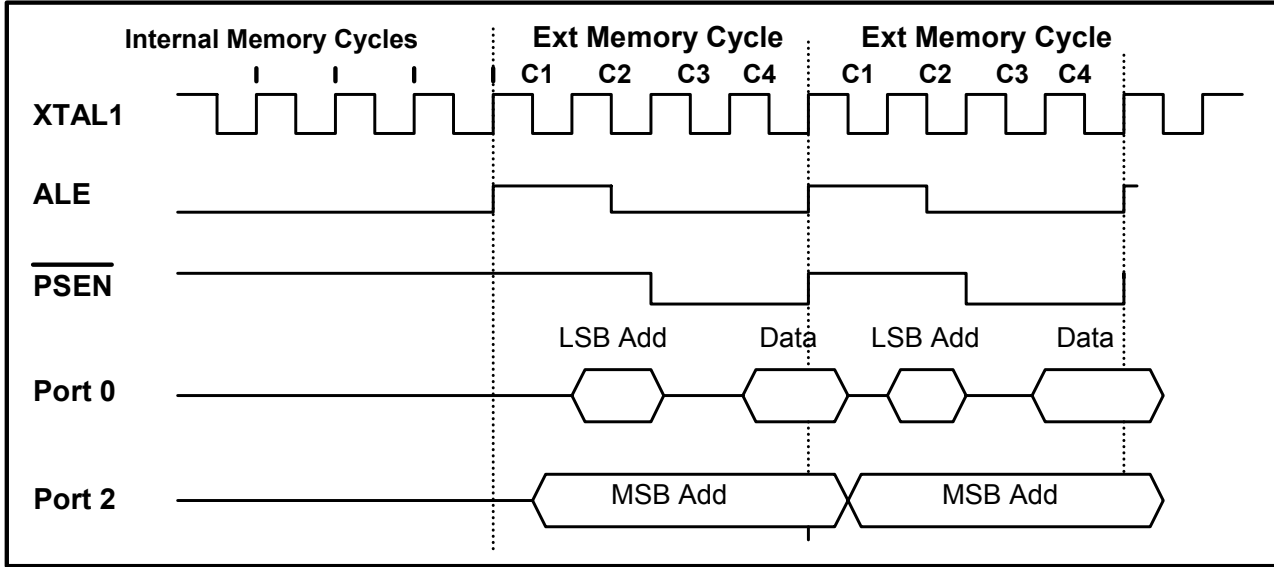 Internal Memory Cycles
Ext Memory Cycle
Ext Memory Cycle
C1 C2 C3 C4 C1 C2 C3 C4
XTAL1
ALE
PSEN
LSB Add Data LSB Add Data
Port 0
Port 2
MSB Add MSB Add